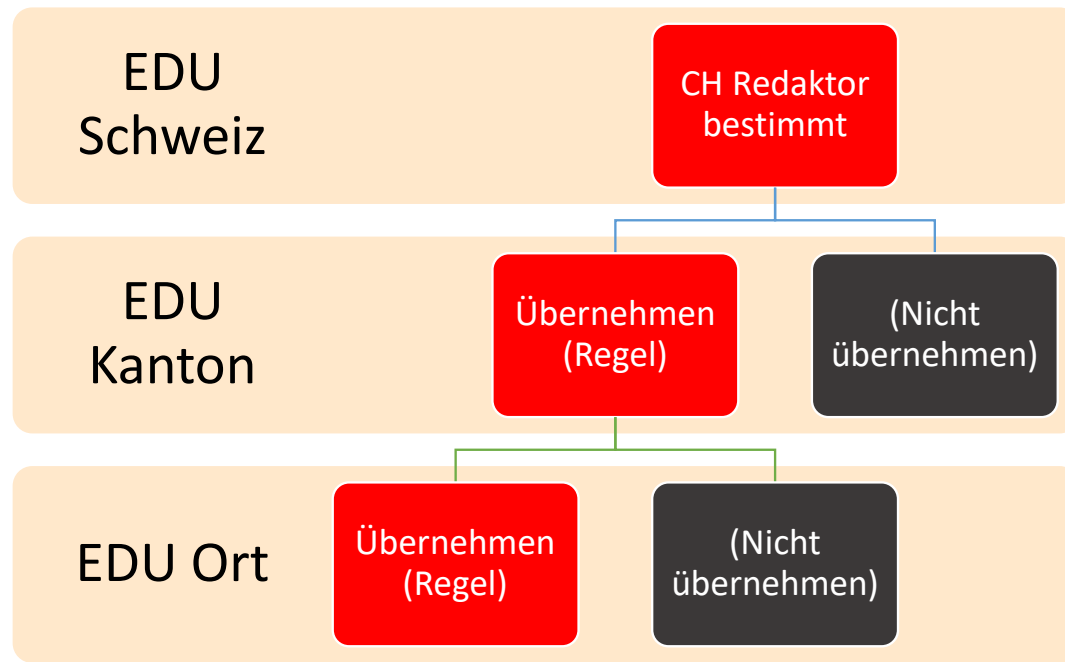 EDU
Schweiz
CH Redaktor
bestimmt
EDU
Kanton
Übernehmen
(Regel)
(Nicht
übernehmen)
EDU Ort
Übernehmen
(Regel)
(Nicht
übernehmen)